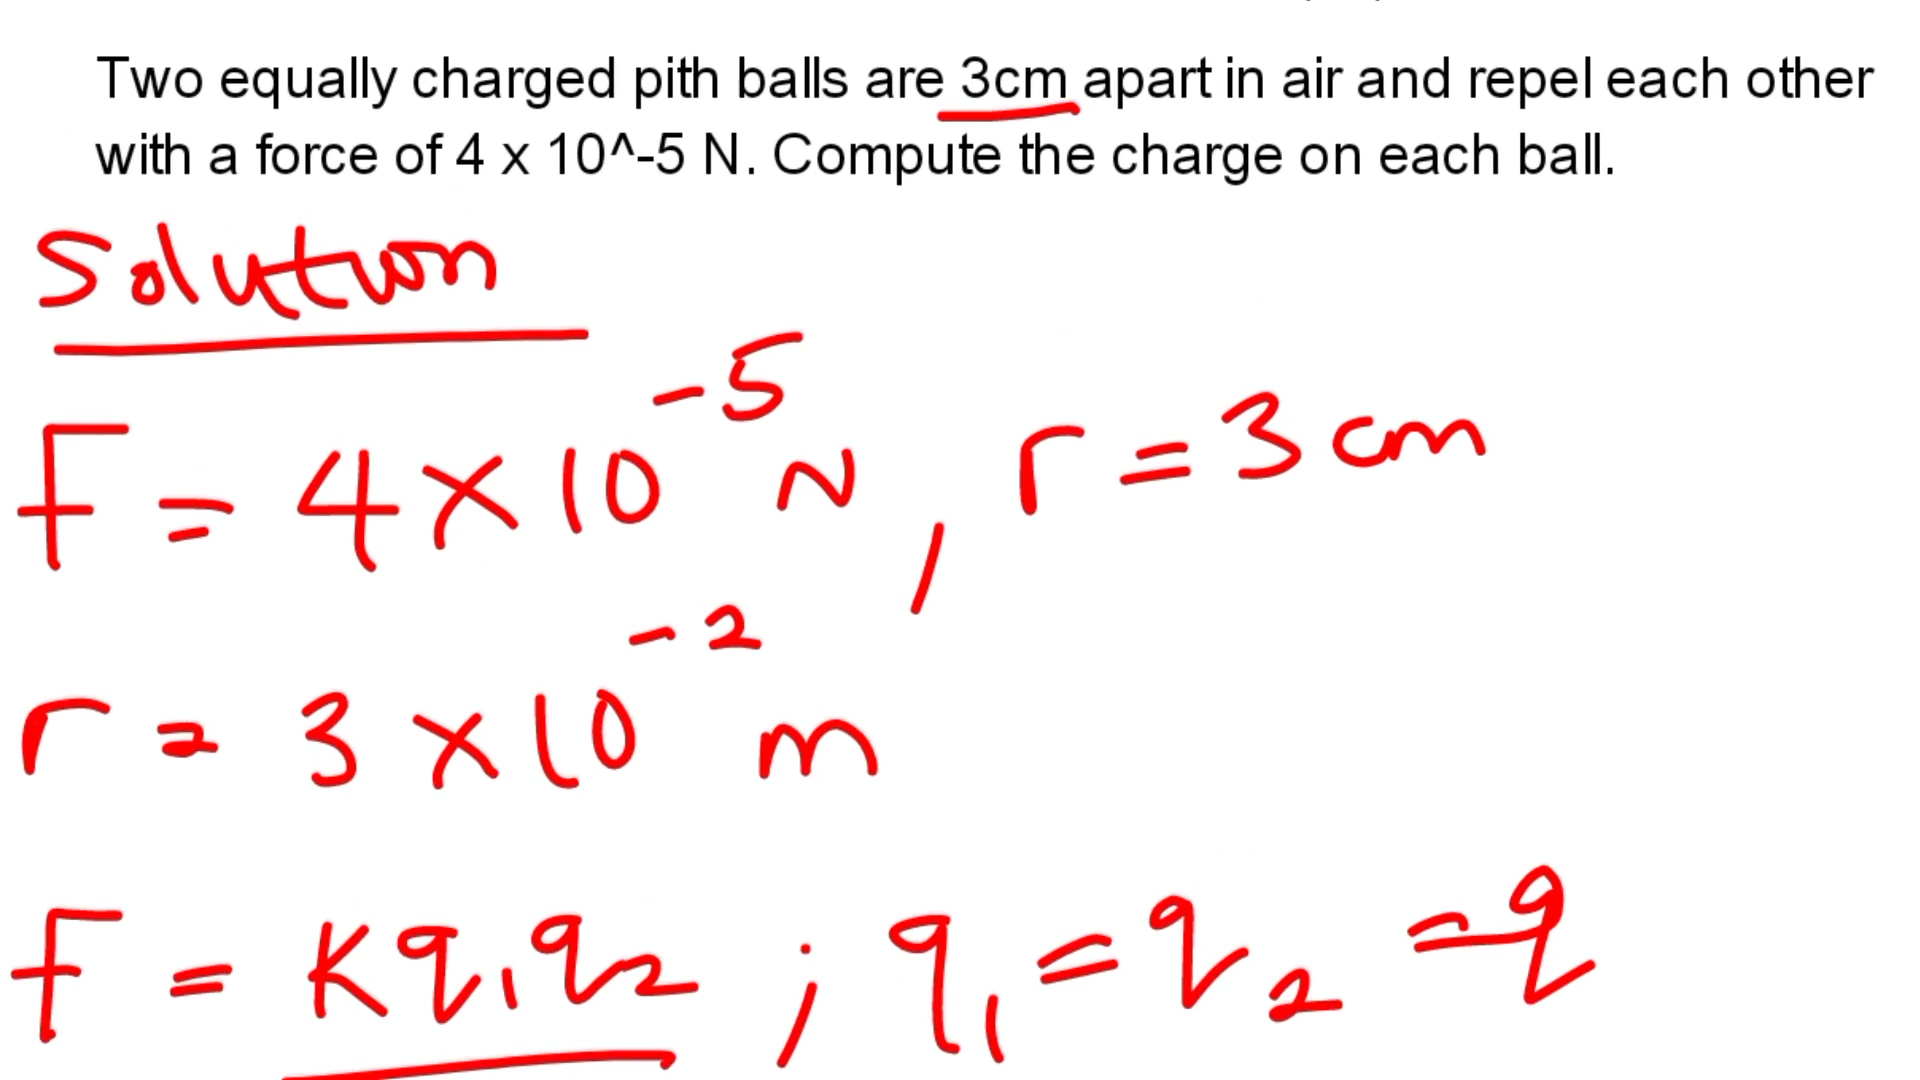 Two equally charged pith balls are 3cm apart in air and repel each other
with a force of 4 x 10^-5 N. Compute the charge on each ball.
Solution
F = 4 × 10⁻⁵ N , r = 3 cm
r = 3 × 10⁻² m
F = Kq₁q₂ ; q₁ = q₂ = q